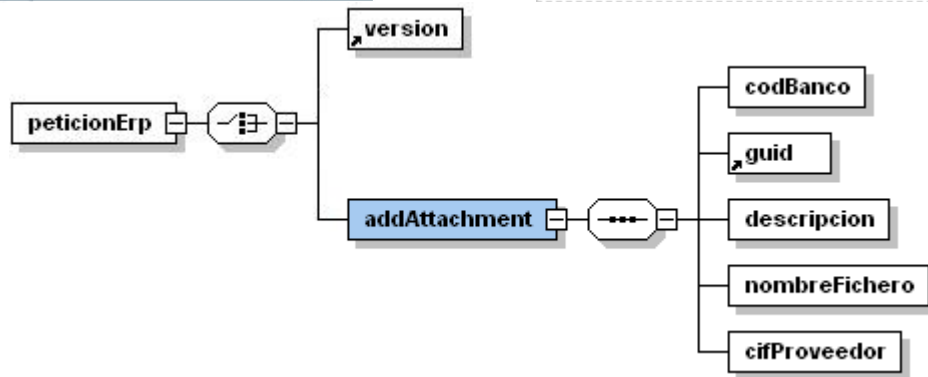 version
peticionErp
codBanco
guid
addAttachment
descripcion
nombreFichero
cifProveedor